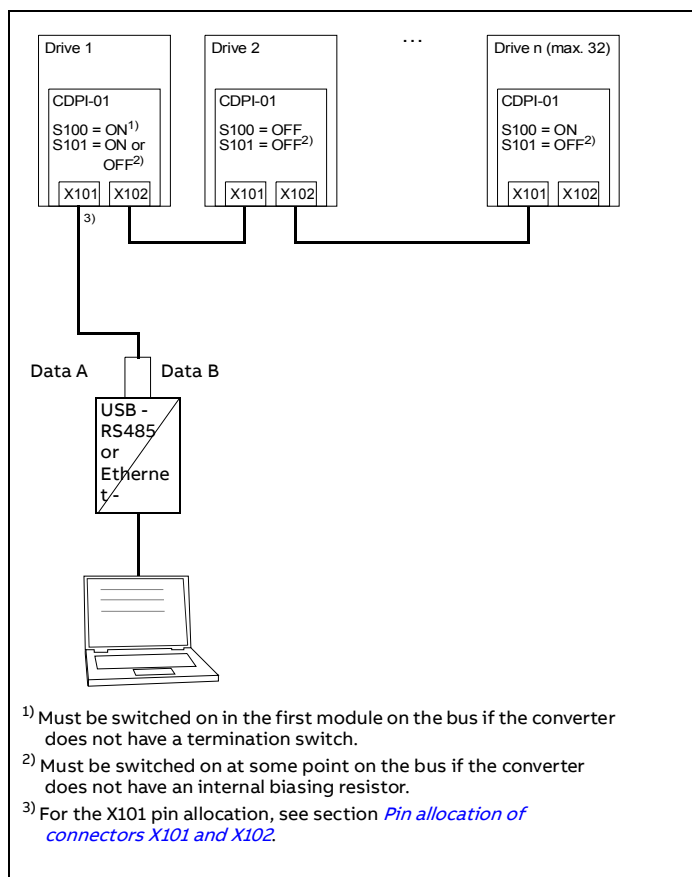 Drive 1
Drive 2
...
Drive n (max. 32)
CDPI-01
S100 = ON1)
S101 = ON or
OFF2)
X101
X102
3)
CDPI-01
S100 = OFF
S101 = OFF2)
X101
X102
CDPI-01
S100 = ON
S101 = OFF2)
X101
X102
Data A
Data B
USB -
RS485
or
Etherne
t -
1) Must be switched on in the first module on the bus if the converter
does not have a termination switch.
2) Must be switched on at some point on the bus if the converter
does not have an internal biasing resistor.
3) For the X101 pin allocation, see section Pin allocation of
connectors X101 and X102.